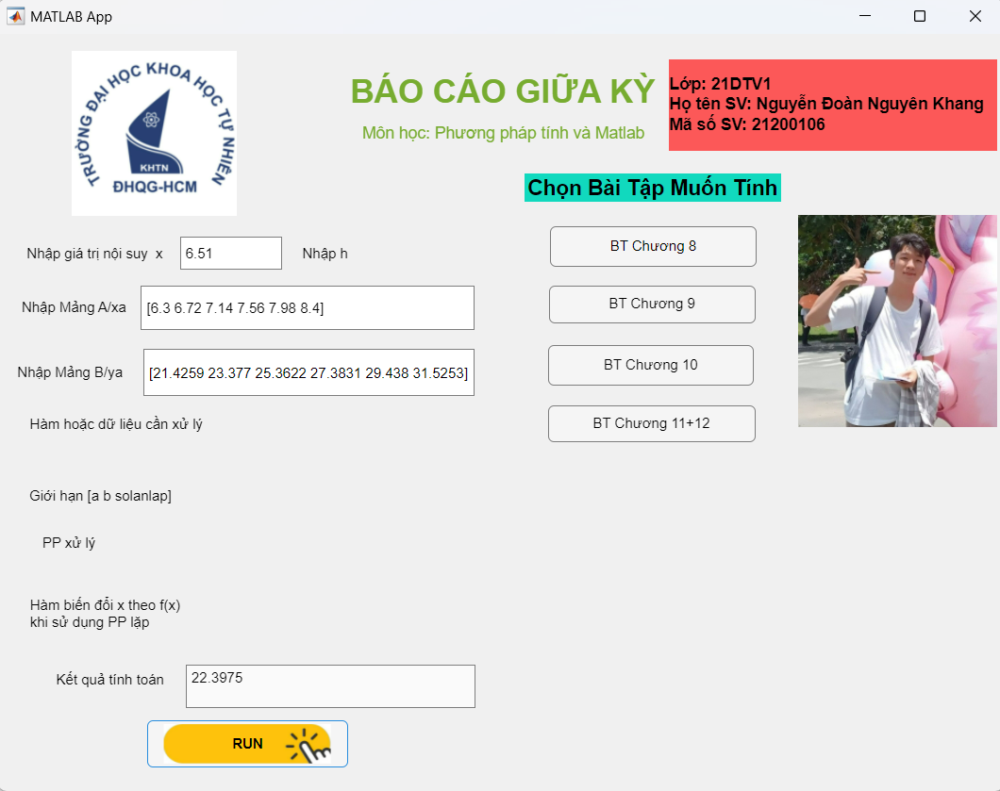 MATLAB App
TRƯỜNG ĐẠI HỌC KHOA HỌC TỰ NHIÊN
KHTN
ĐHQG-HCM
BÁO CÁO GIỮA KỲ
Môn học: Phương pháp tính và Matlab
Lớp: 21DTV1
Họ tên SV: Nguyễn Đoàn Nguyên Khang
Mã số SV: 21200106
Chọn Bài Tập Muốn Tính
Nhập giá trị nội suy x
6.51
Nhập h
BT Chương 8
Nhập Mảng A/xa
[6.3 6.72 7.14 7.56 7.98 8.4]
BT Chương 9
Nhập Mảng B/ya
[21.4259 23.377 25.3622 27.3831 29.438 31.5253]
BT Chương 10
Hàm hoặc dữ liệu cần xử lý
BT Chương 11+12
Giới hạn [a b solanlap]
PP xử lý
Hàm biến đổi x theo f(x)
khi sử dụng PP lặp
Kết quả tính toán
22.3975
RUN